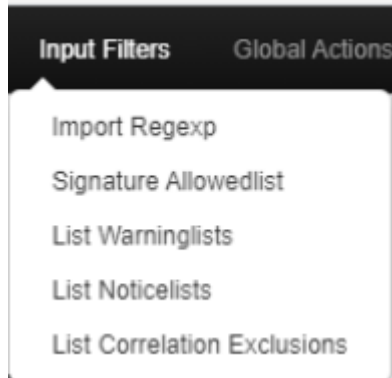 Input Filters Global Actions
Import Regexp
Signature Allowedlist
List Warninglists
List Noticelists
List Correlation Exclusions